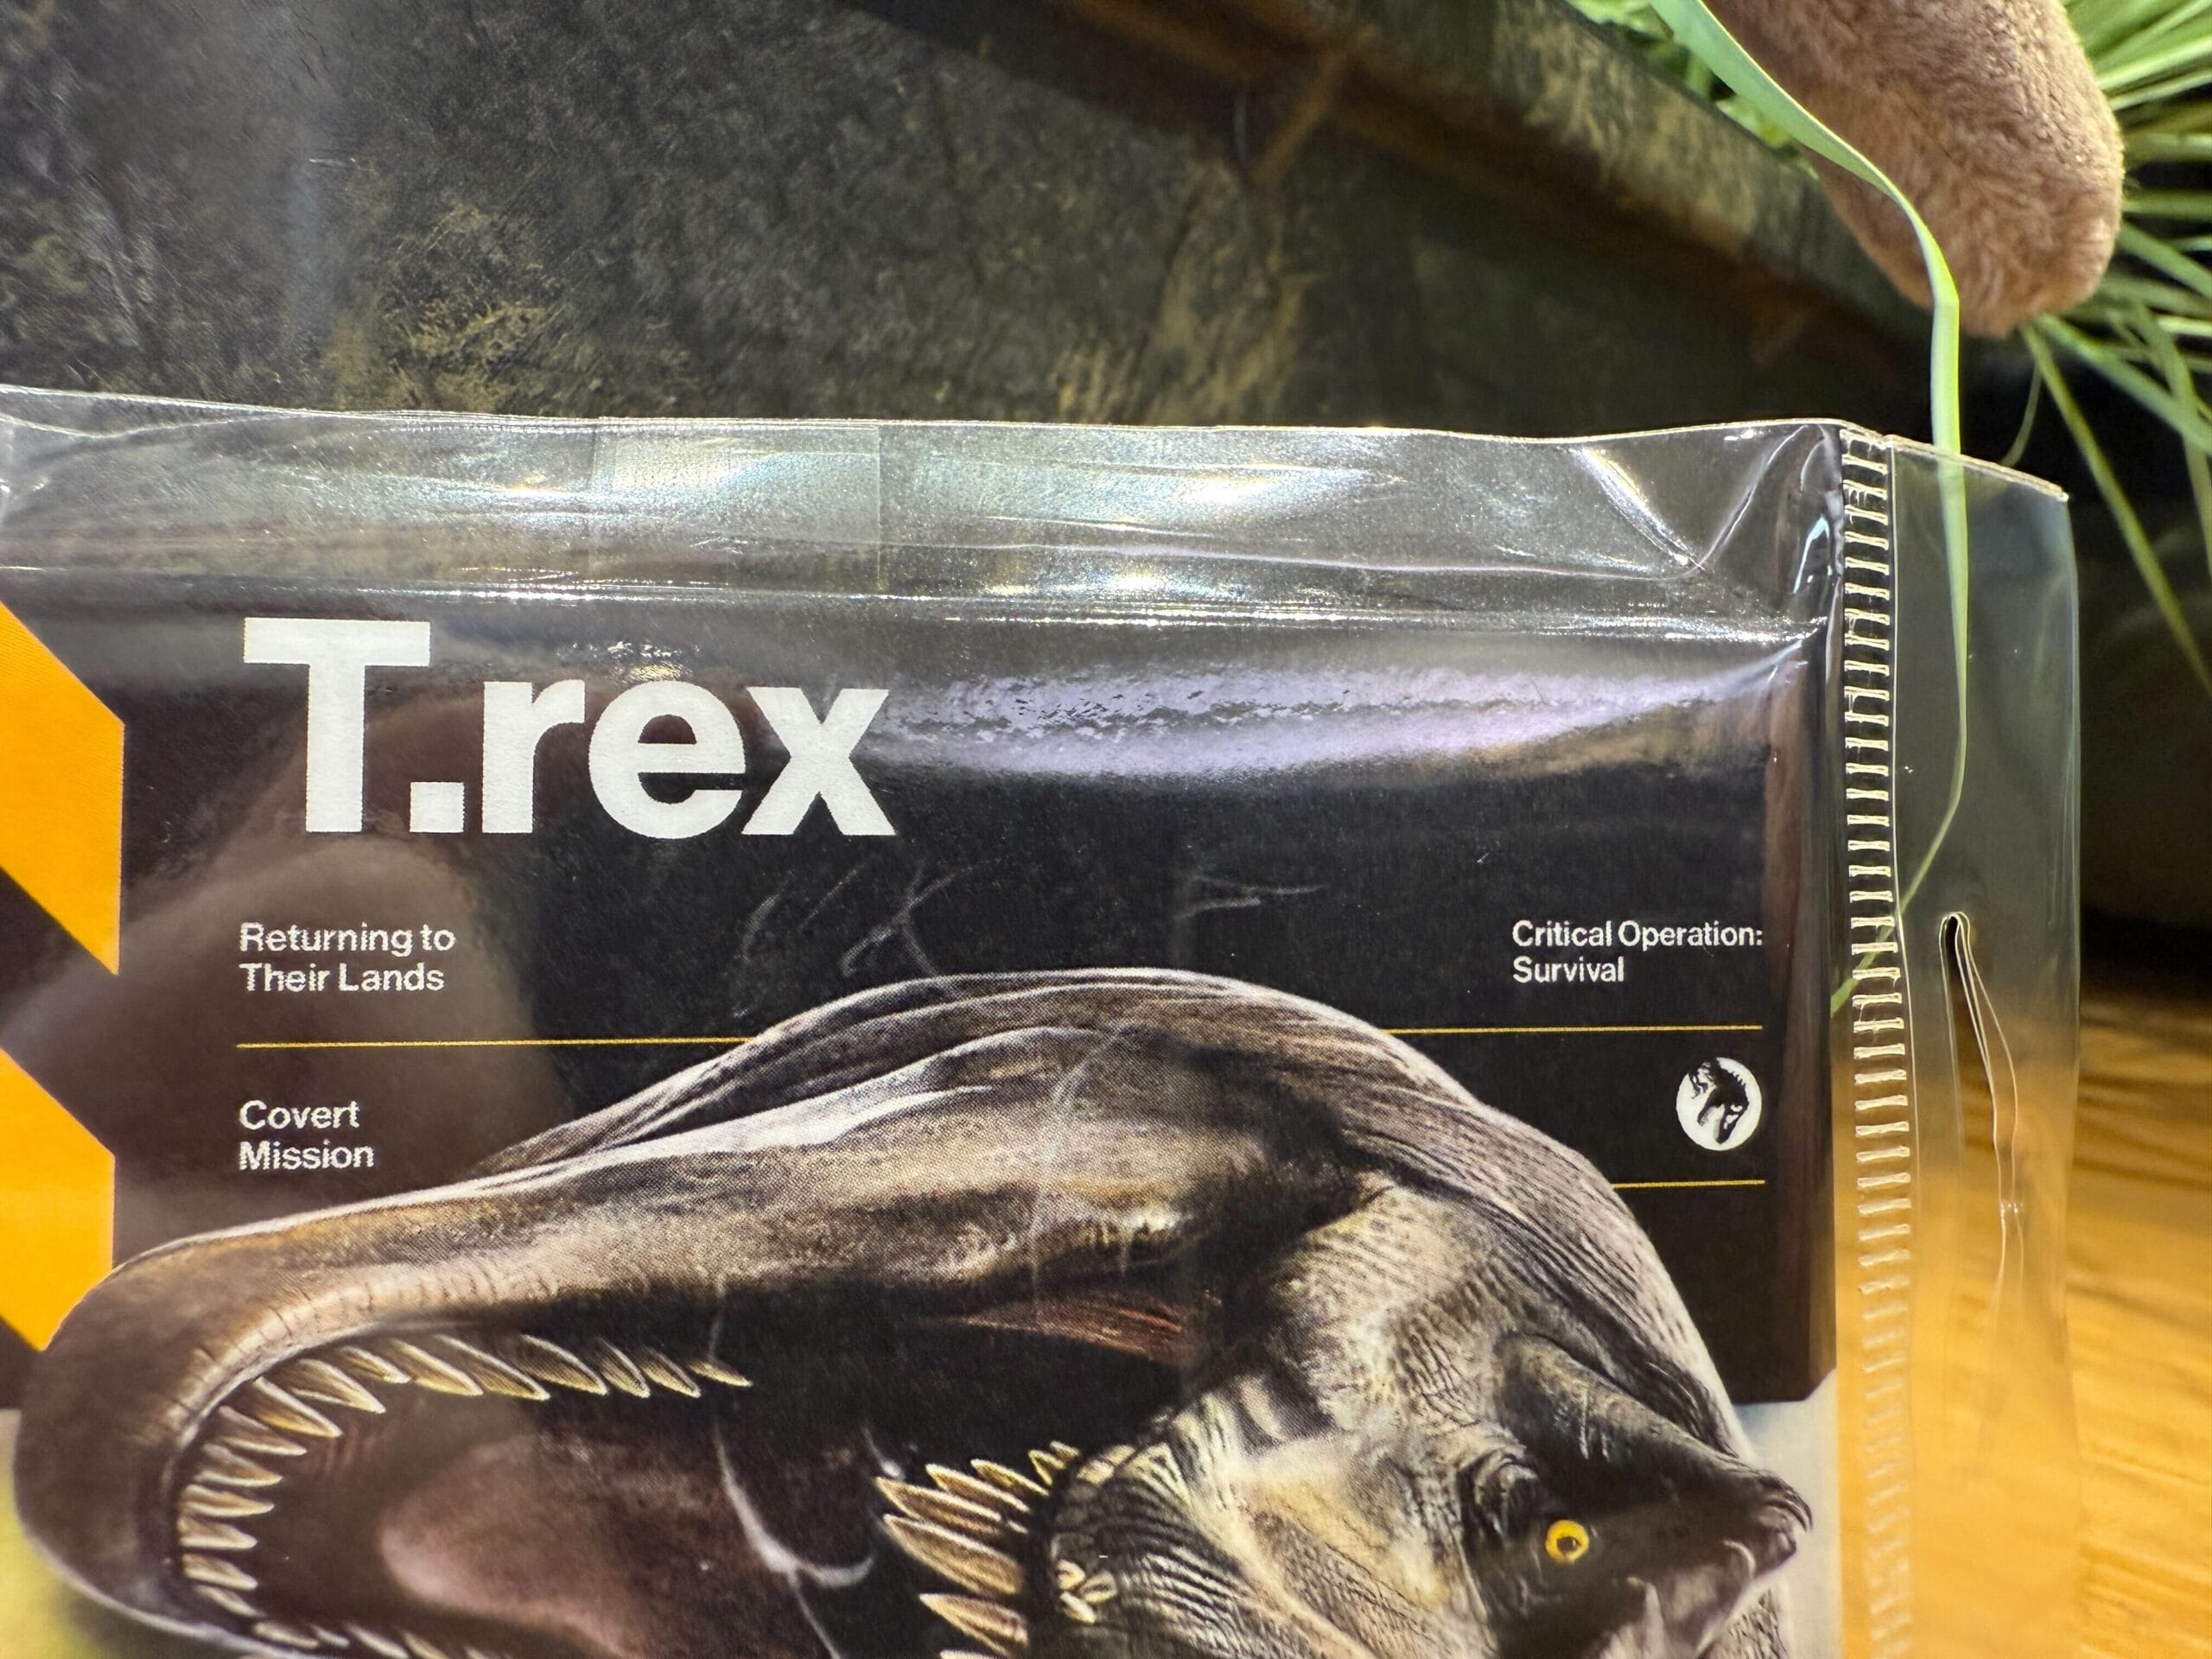 T.rex
Returning to
Their Lands
Critical Operation:
Survival
Covert
Mission